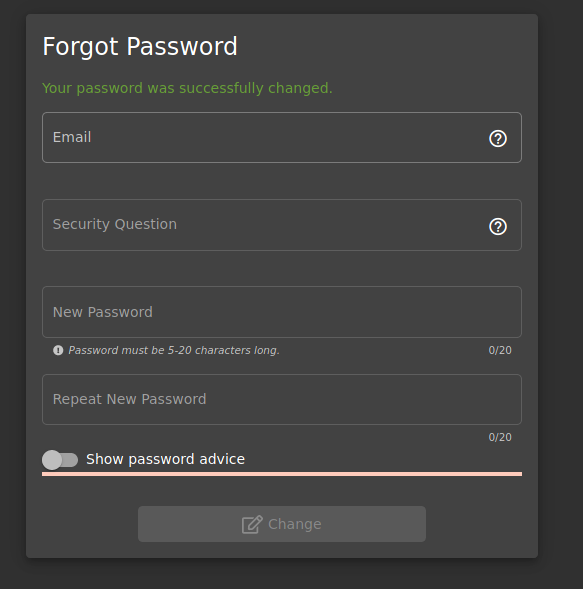 Forgot Password
Your password was successfully changed.
Email
Security Question
New Password
Password must be 5-20 characters long. 0/20
Repeat New Password
0/20
Show password advice
Change